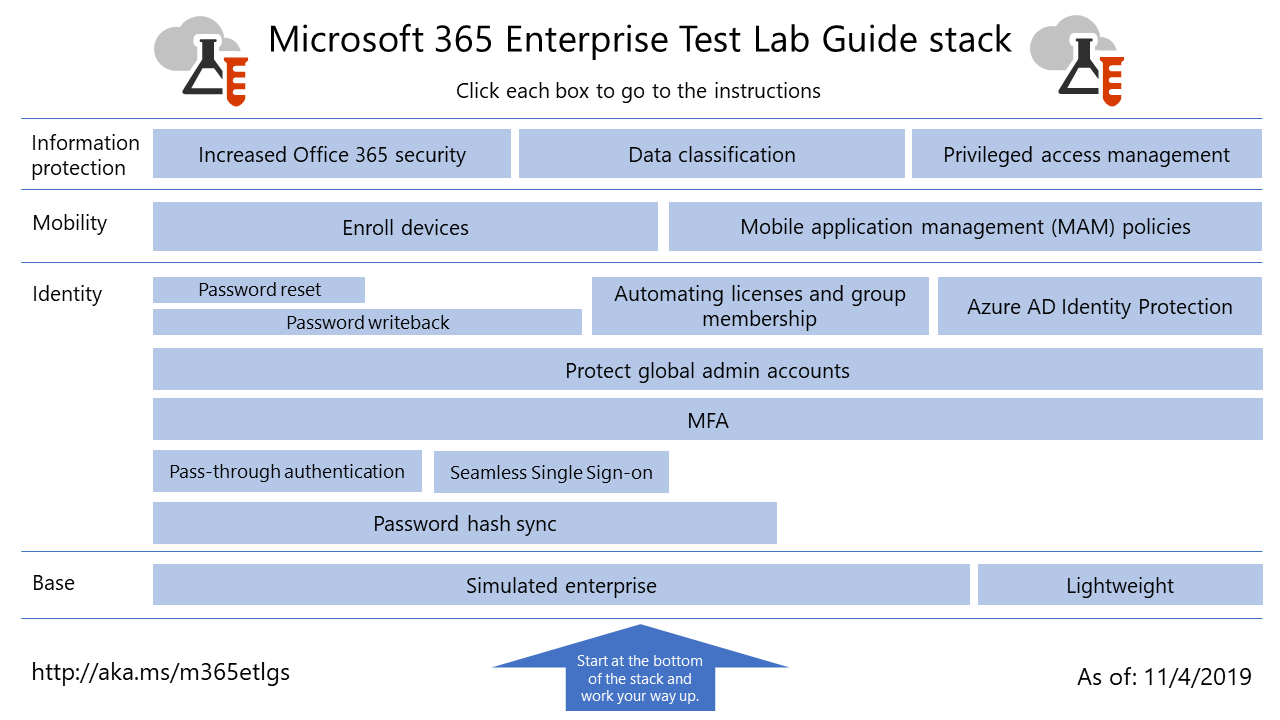 Microsoft 365 Enterprise Test Lab Guide stack
Click each box to go to the instructions
Information
protection
Increased Office 365 security
Data classification
Privileged access management
Mobility
Enroll devices
Mobile application management (MAM) policies
Identity
Password reset
Password writeback
Automating licenses and group
membership
Azure AD Identity Protection
Protect global admin accounts
MFA
Pass-through authentication
Seamless Single Sign-on
Password hash sync
Base
Simulated enterprise
Lightweight
Start at the bottom
of the stack and
work your way up.
http://aka.ms/m365etlgs
As of: 11/4/2019